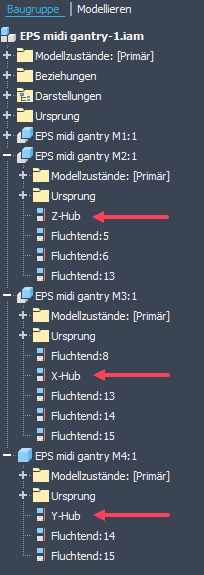 Baugruppe | Modellieren
EPS midi gantry-1.iam
Modellzustände: [Primär]
Beziehungen
Darstellungen
Ursprung
EPS midi gantry M1:1
EPS midi gantry M2:1
Modellzustände: [Primär]
Ursprung
Z-Hub
Fluchtend:5
Fluchtend:6
Fluchtend:13
EPS midi gantry M3:1
Modellzustände: [Primär]
Ursprung
Fluchtend:8
X-Hub
Fluchtend:13
Fluchtend:14
Fluchtend:15
EPS midi gantry M4:1
Modellzustände: [Primär]
Ursprung
Y-Hub
Fluchtend:14
Fluchtend:15